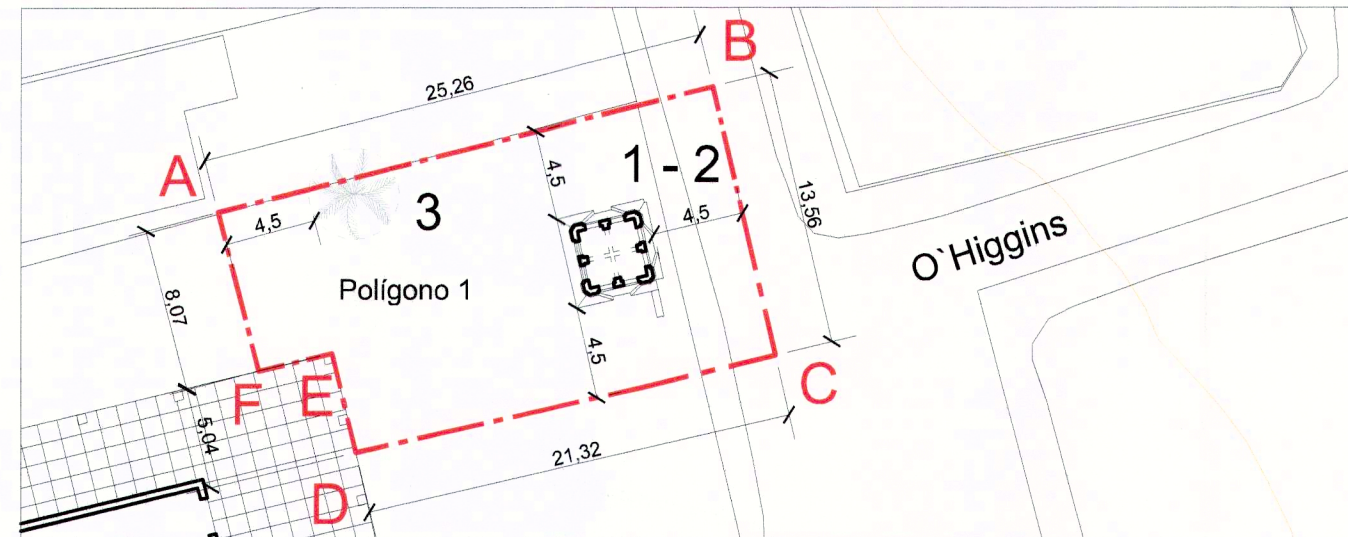 B
25,26
A
1 - 2
4,5
3
4,5
4,5
13,56
O`Higgins
Polígono 1
8,07
4,5
C
F
E
5,04
21,32
D